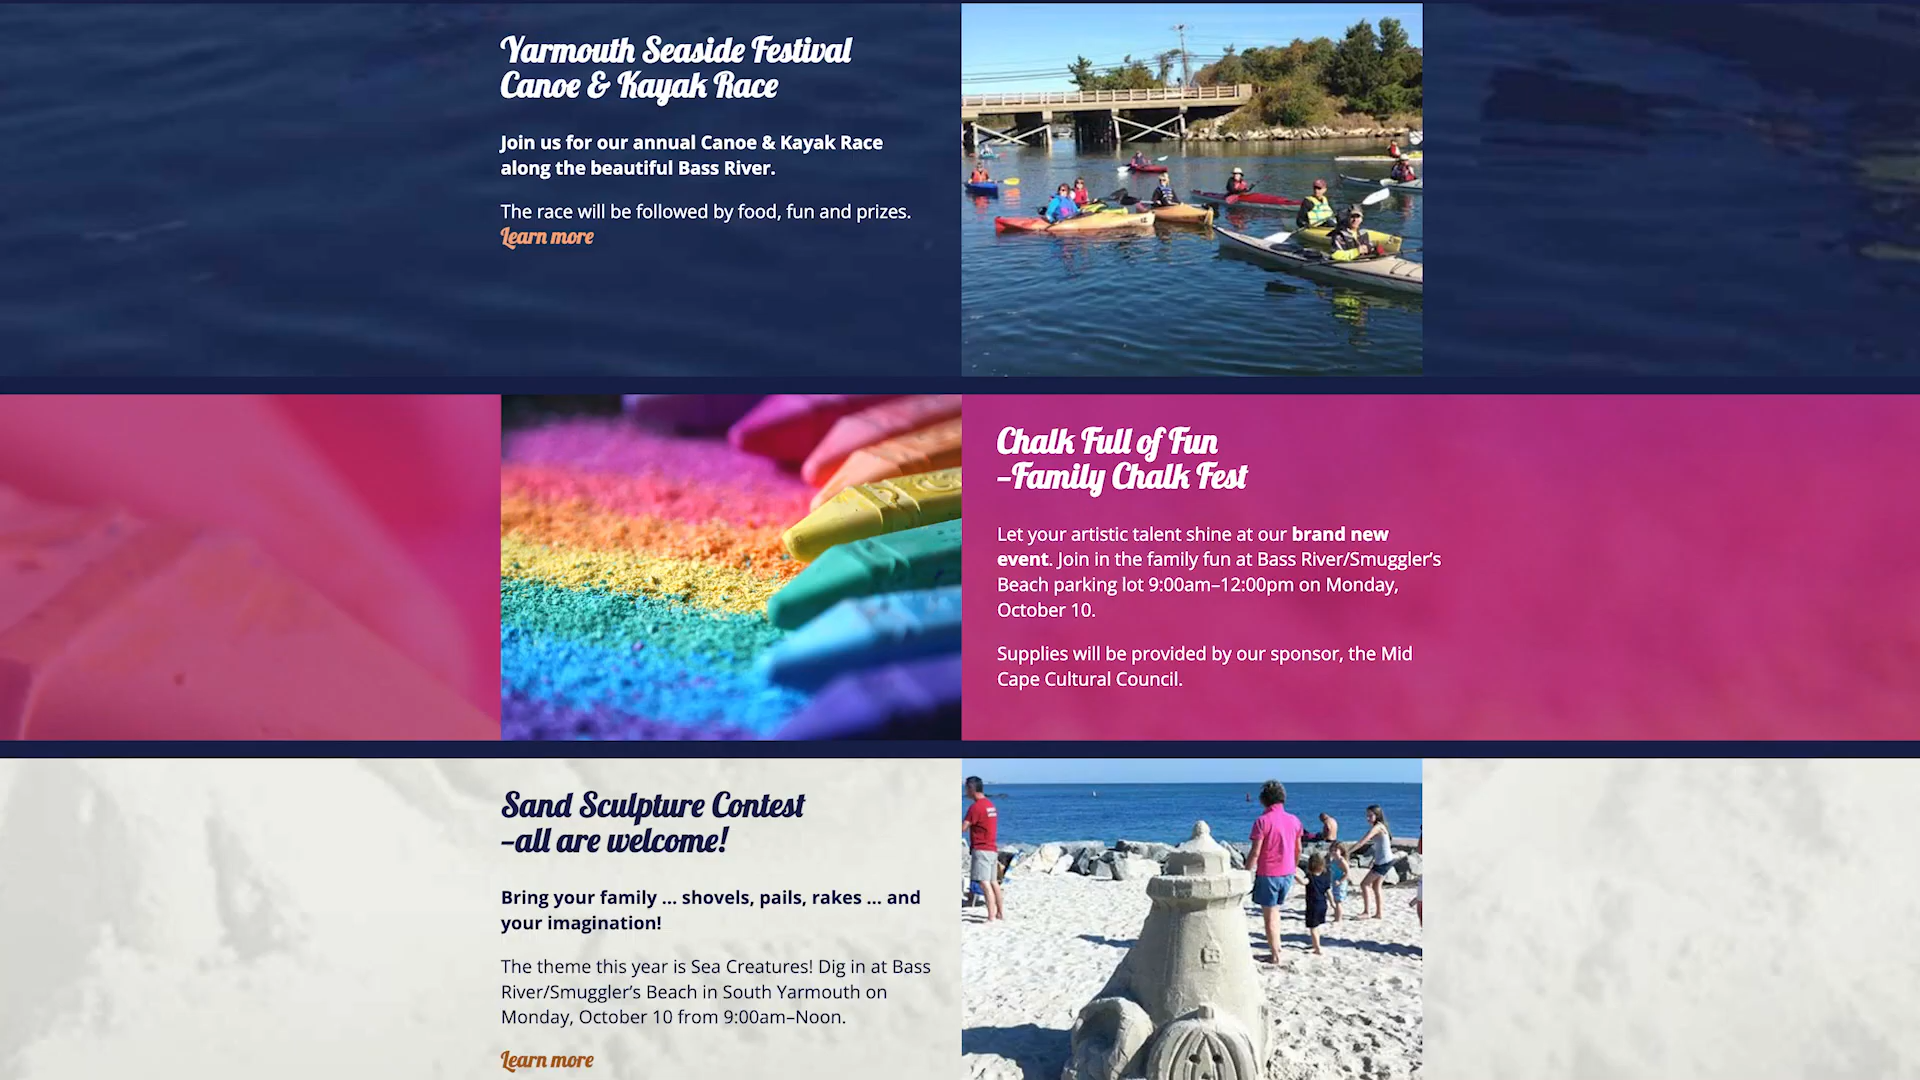 Yarmouth Seaside Festival
Canoe & Kayak Race
Join us for our annual Canoe & Kayak Race
along the beautiful Bass River.
The race will be followed by food, fun and prizes.
Learn more
Chalk Full of Fun
–Family Chalk Fest
Let your artistic talent shine at our brand new
event. Join in the family fun at Bass River/Smuggler’s
Beach parking lot 9:00am–12:00pm on Monday,
October 10.
Supplies will be provided by our sponsor, the Mid
Cape Cultural Council.
Sand Sculpture Contest
–all are welcome!
Bring your family ... shovels, pails, rakes ... and
your imagination!
The theme this year is Sea Creatures! Dig in at Bass
River/Smuggler’s Beach in South Yarmouth on
Monday, October 10 from 9:00am–Noon.
Learn more